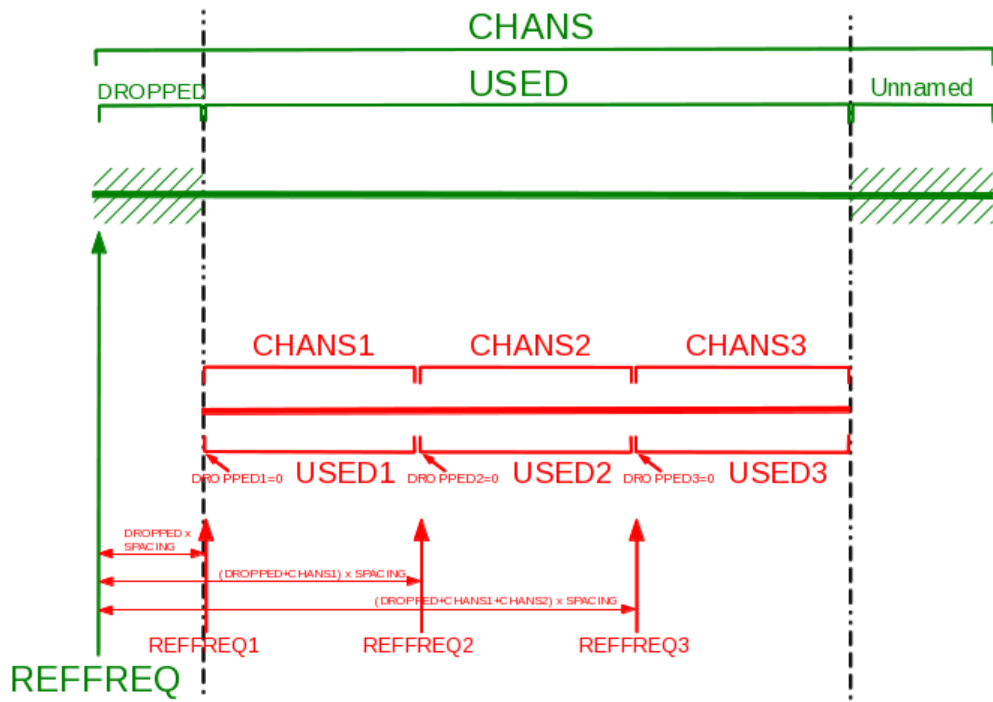 CHANS
DROPPED USED Unnamed
CHANS1 CHANS2 CHANS3
DROPPED1=0 USED1 DROPPED2=0 USED2 DROPPED3=0 USED3
DROPPED x
SPACING
(DROPPED+CHANS1) x SPACING
(DROPPED+CHANS1+CHANS2) x SPACING
REFFREQ1 REFFREQ2 REFFREQ3
REFFREQ